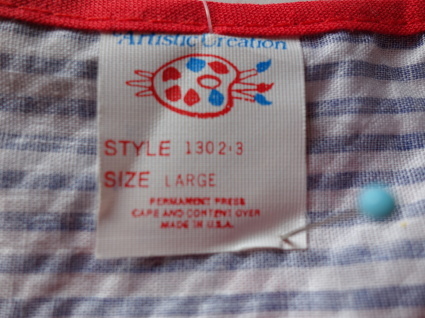 Artistic Creation
STYLE 1302-3
SIZE LARGE
PERMANENT PRESS
CARE AND CONTENT OVER
MADE IN U.S.A.